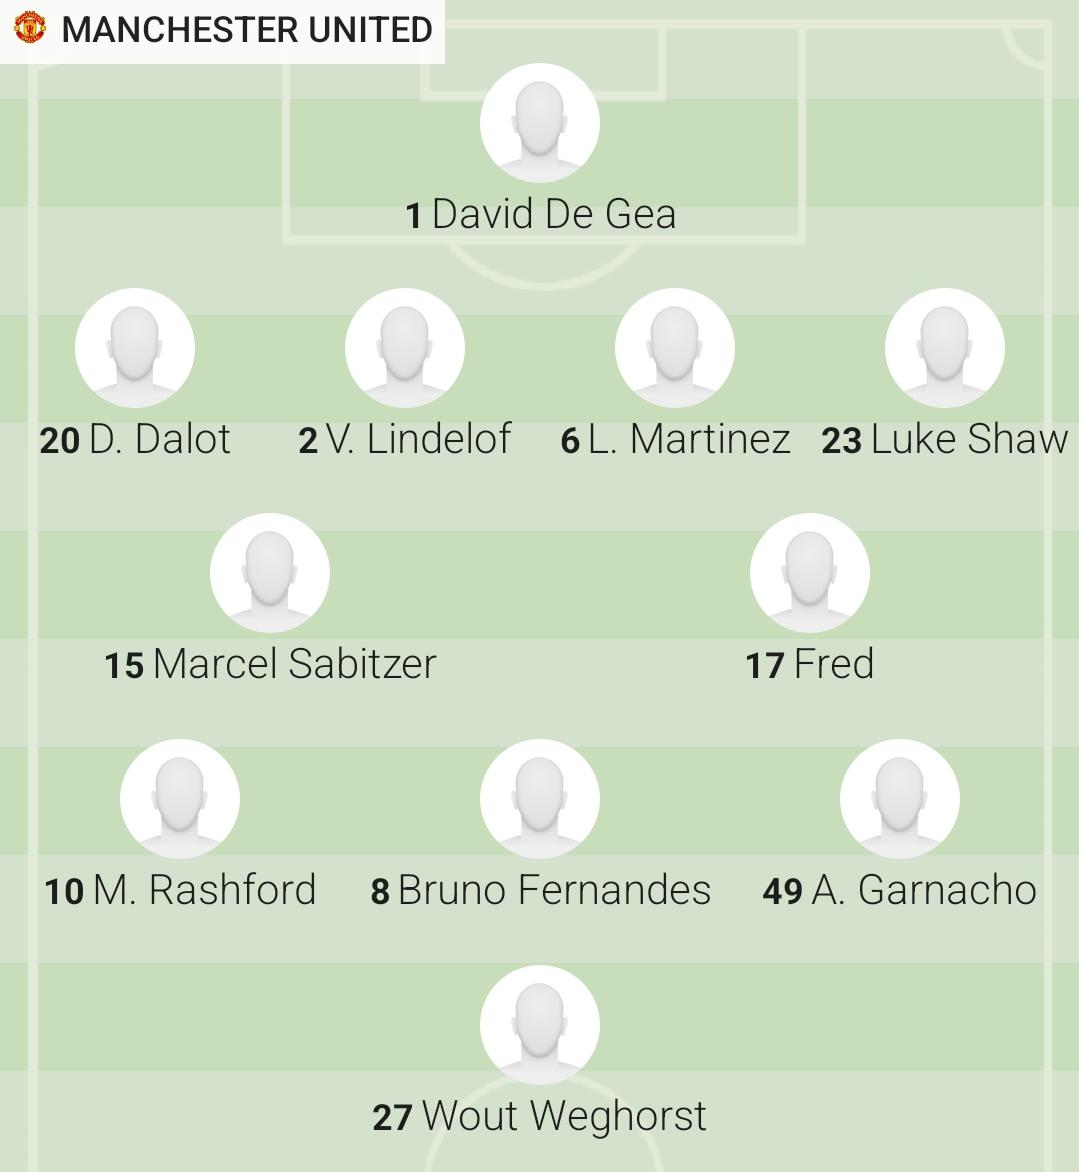 MANCHESTER UNITED
1 David De Gea
20 D. Dalot
2 V. Lindelof
6 L. Martinez
23 Luke Shaw
15 Marcel Sabitzer
17 Fred
10 M. Rashford
8 Bruno Fernandes
49 A. Garnacho
27 Wout Weghorst